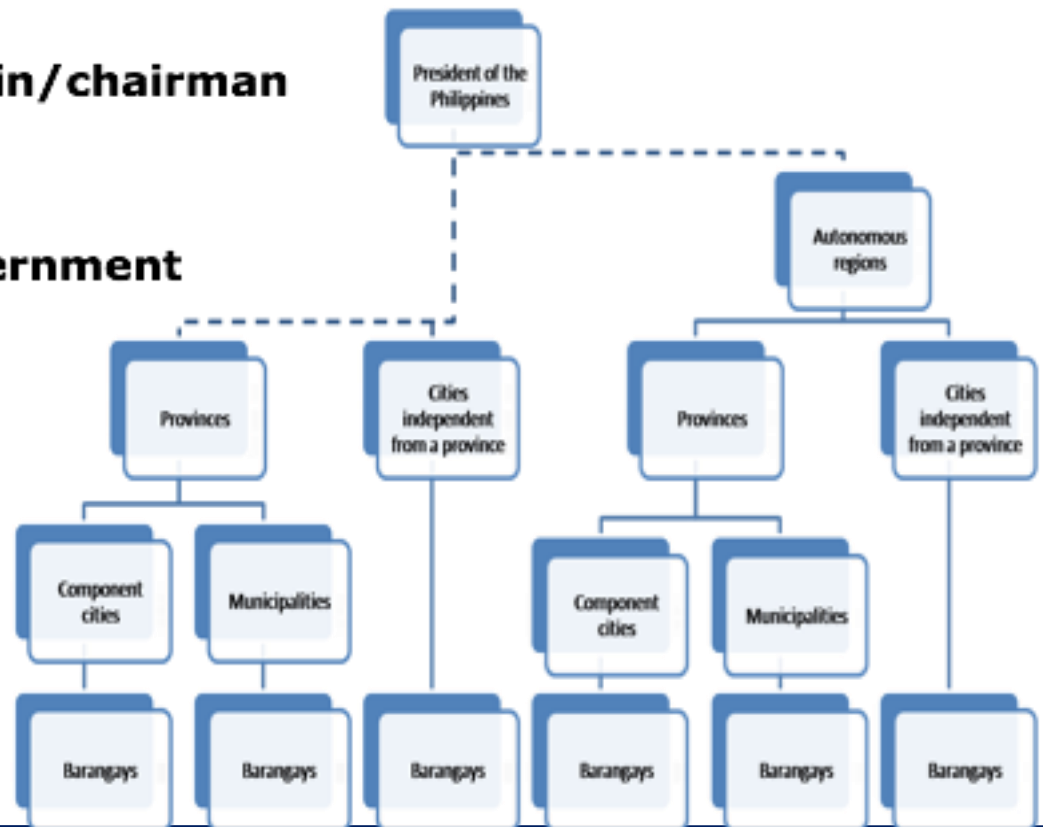 in/chairman
President of the
Philippines
ernment
Autonomous
regions
Provinces
Cities
independent
from a province
Provinces
Cities
independent
from a province
Component
cities
Municipalities
Component
cities
Municipalities
Barangays
Barangays
Barangays
Barangays
Barangays
Barangays